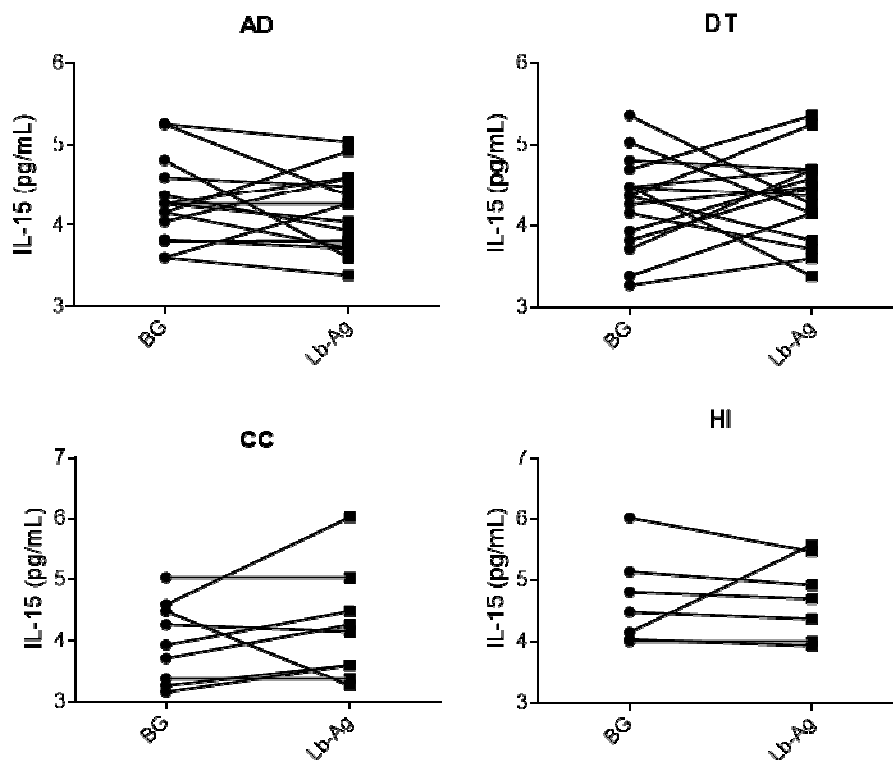 AD
IL-15 (pg/mL)
6
5
4
3
BG
Lb-Ag
DT
IL-15 (pg/mL)
6
5
4
3
BG
Lb-Ag
CC
IL-15 (pg/mL)
7
6
5
4
3
BG
Lb-Ag
HI
IL-15 (pg/mL)
7
6
5
4
3
BG
Lb-Ag